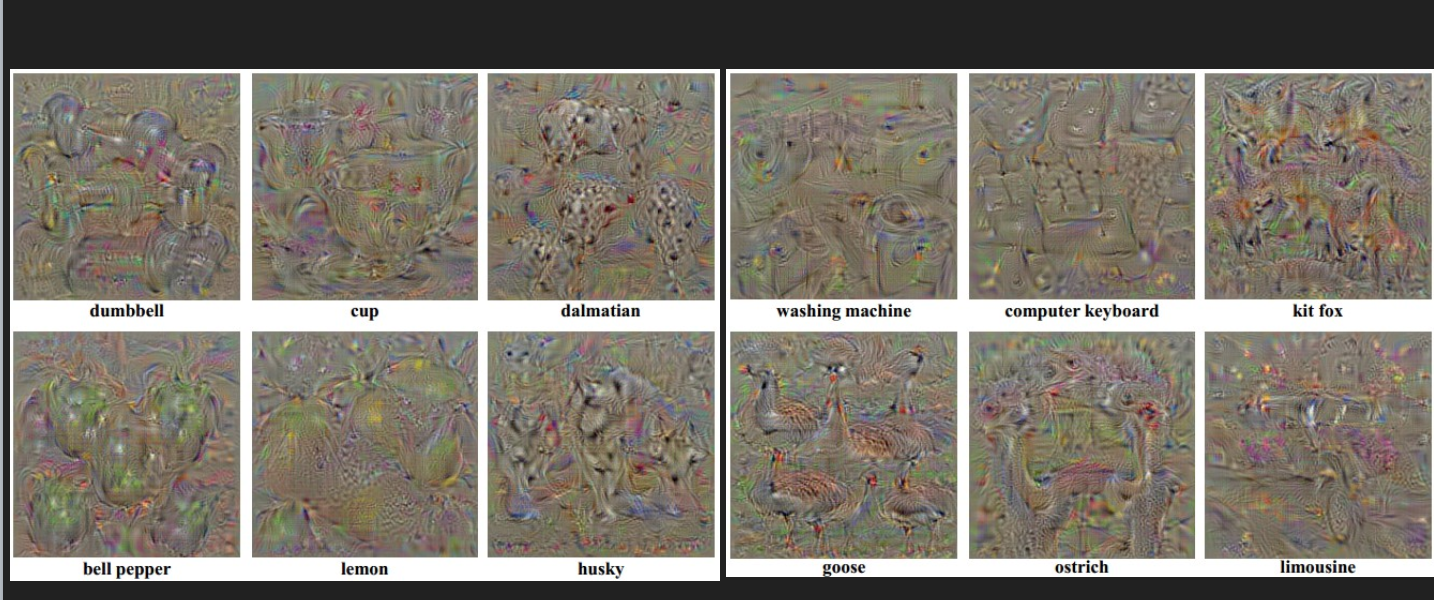 dumbbell
cup
dalmatian
washing machine
computer keyboard
kit fox
bell pepper
lemon
husky
goose
ostrich
limousine